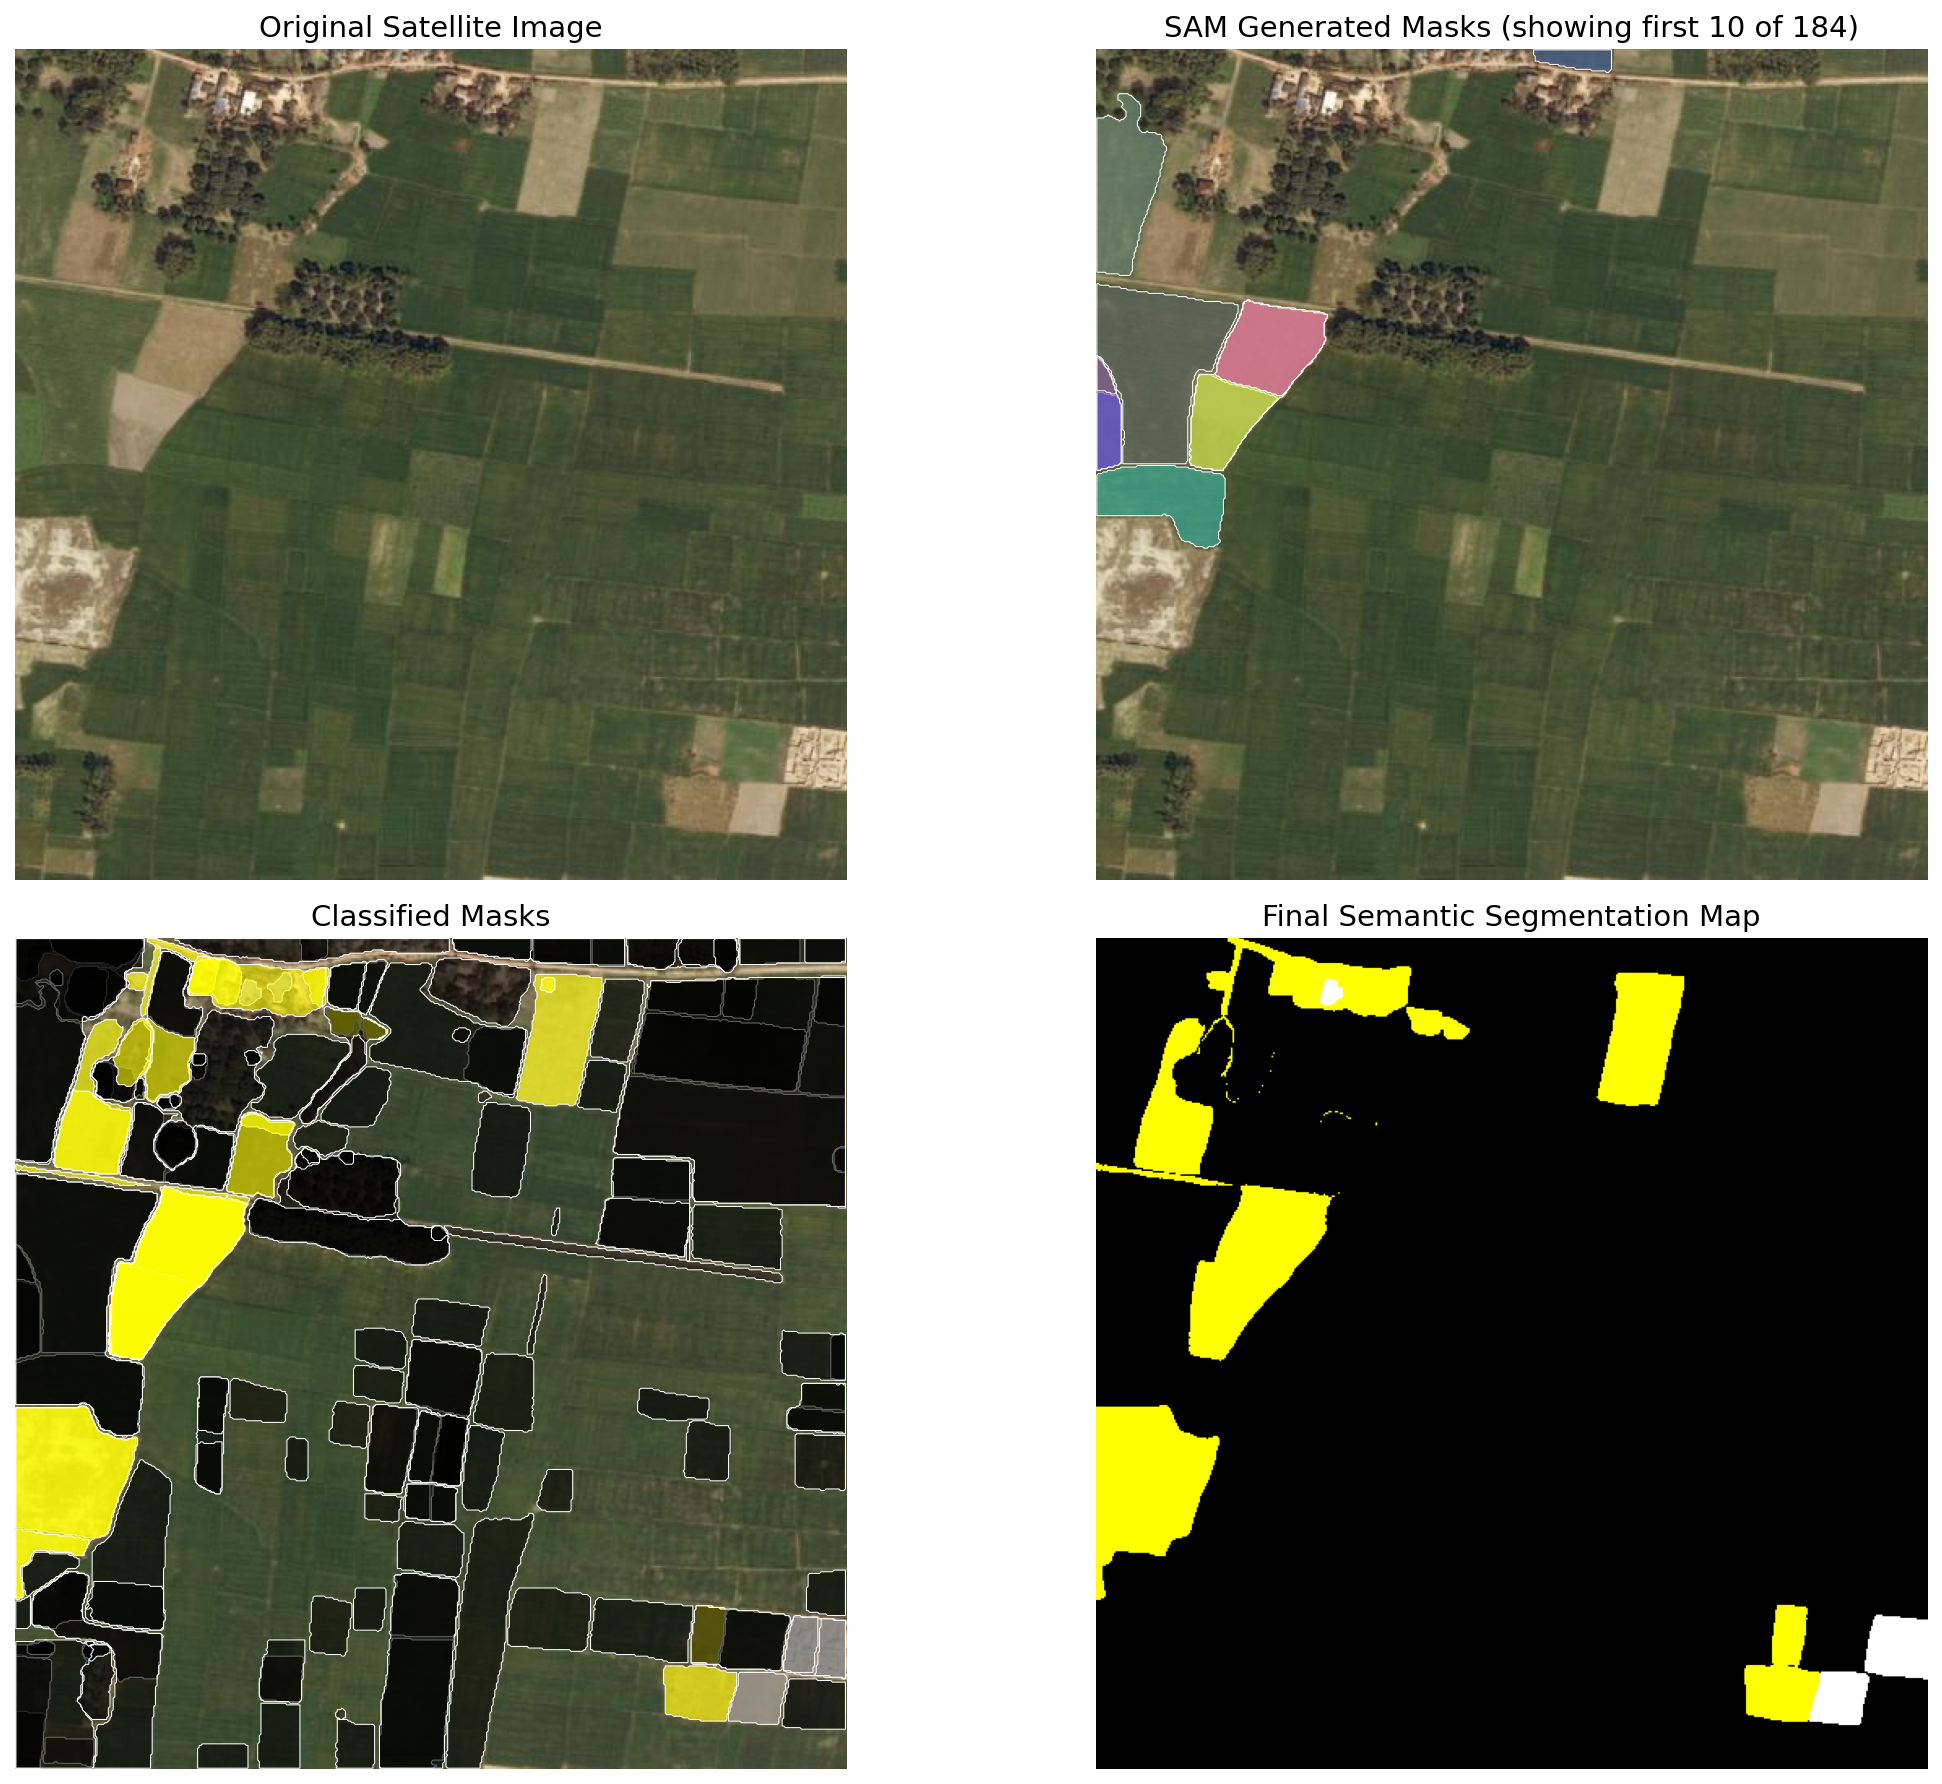 Original Satellite Image
SAM Generated Masks (showing first 10 of 184)
Classified Masks
Final Semantic Segmentation Map